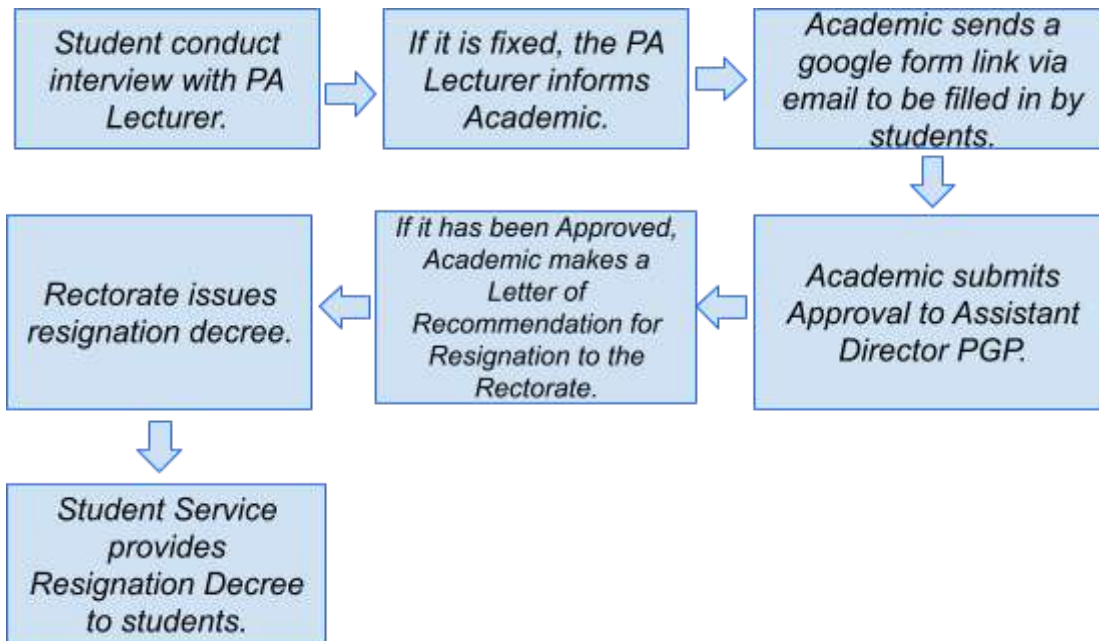 Student conduct
interview with PA
Lecturer.
If it is fixed, the PA
Lecturer informs
Academic.
Academic sends a
google form link via
email to be filled in by
students.
Academic submits
Approval to Assistant
Director PGP.
If it has been Approved,
Academic makes a
Letter of
Recommendation for
Resignation to the
Rectorate.
Rectorate issues
resignation decree.
Student Service
provides
Resignation Decree
to students.